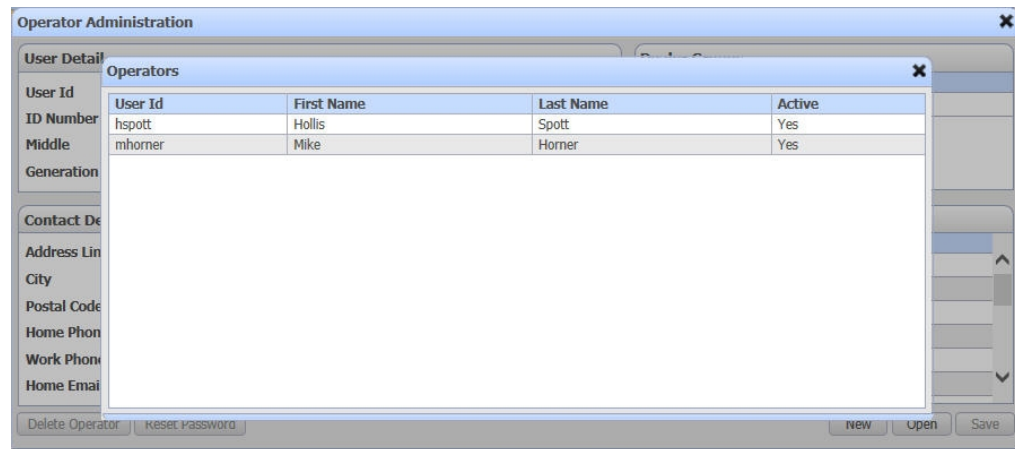 Operator Administration
User Detail
Operators
User Id First Name Last Name Active
hspott Hollis Spott Yes
mhorner Mike Horner Yes
User Id
ID Number
Middle
Generation
Contact De
Address Lin
City
Postal Code
Home Phon
Work Phon
Home Emai
Delete Operator Reset Password New Open Save